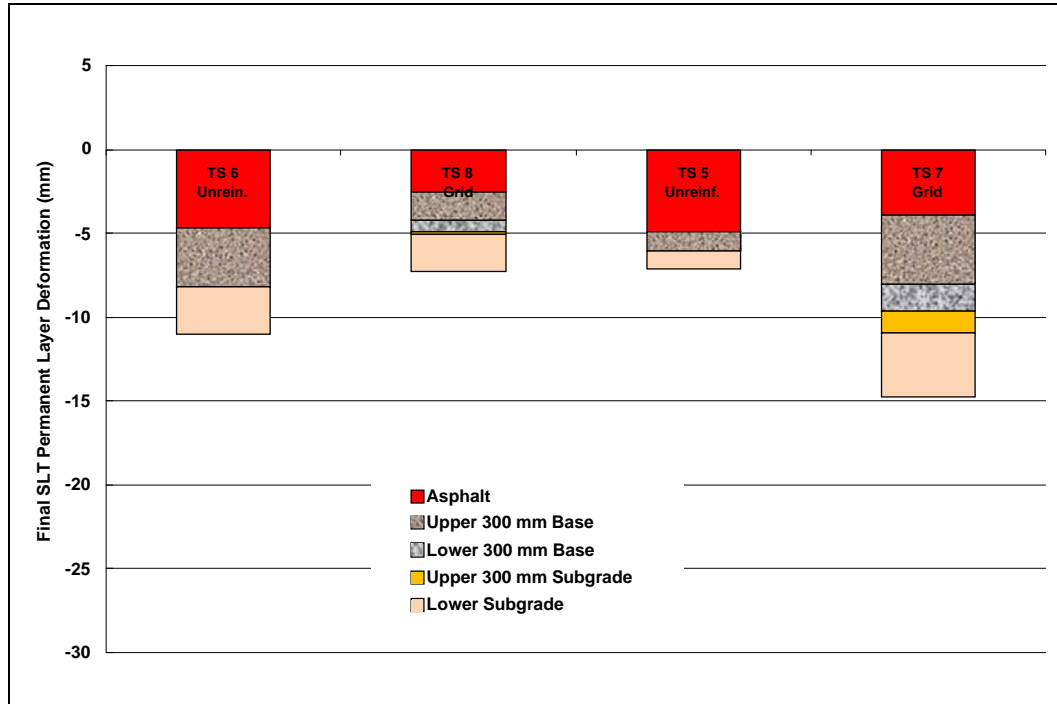 5
0
-5
-10
-15
-20
-25
-30
Final SLT Permanent Layer Deformation (mm)
TS 6
Unrein.
TS 8
Grid
TS 5
Unreinf.
TS 7
Grid
Asphalt
Upper 300 mm Base
Lower 300 mm Base
Upper 300 mm Subgrade
Lower Subgrade